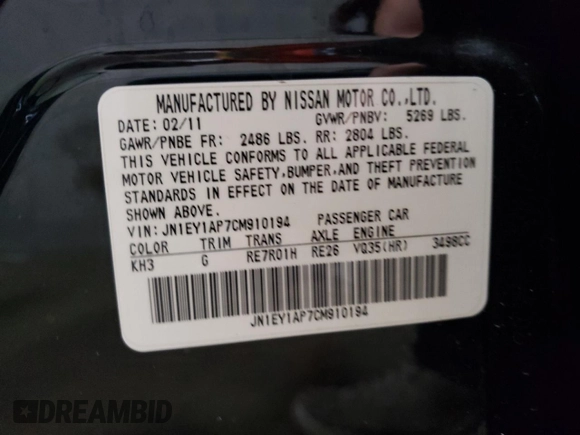 MANUFACTURED BY NISSAN MOTOR CO.,LTD.
DATE: 02/11 GVWR/PNBV: 5269 LBS.
GAWR/PNBE FR: 2486 LBS. RR: 2804 LBS.
THIS VEHICLE CONFORMS TO ALL APPLICABLE FEDERAL
MOTOR VEHICLE SAFETY,BUMPER,AND THEFT PREVENTION
STANDARDS IN EFFECT ON THE DATE OF MANUFACTURE
SHOWN ABOVE.
VIN: JN1EY1AP7CM910194 PASSENGER CAR
COLOR TRIM TRANS AXLE ENGINE
KH3 G RE7R01H RE26 VQ35(HR) 3498CC
JN1EY1AP7CM910194
DREAMBID